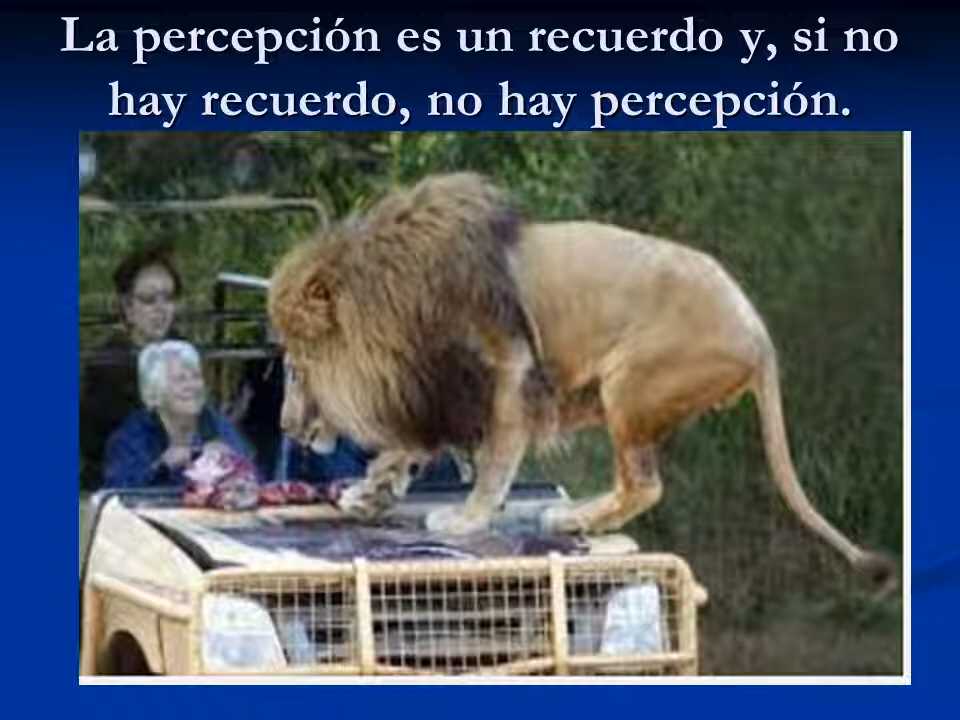 La percepción es un recuerdo y, si no
hay recuerdo, no hay percepción.